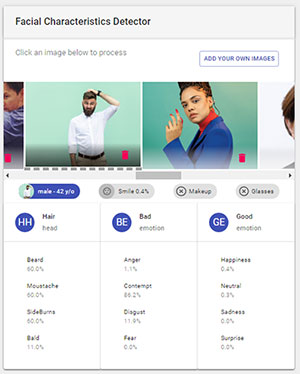 Facial Characteristics Detector
Click an image below to process
ADD YOUR OWN IMAGES
male - 42 y/o
Smile 0.4%
Makeup
Glasses
HH Hair
head
BE Bad
emotion
GE Good
emotion
Beard
60.0%
Moustache
60.0%
SideBurns
60.0%
Bald
11.0%
Anger
1.1%
Contempt
86.2%
Disgust
11.9%
Fear
0.0%
Happiness
0.4%
Neutral
0.3%
Sadness
0.0%
Surprise
0.0%